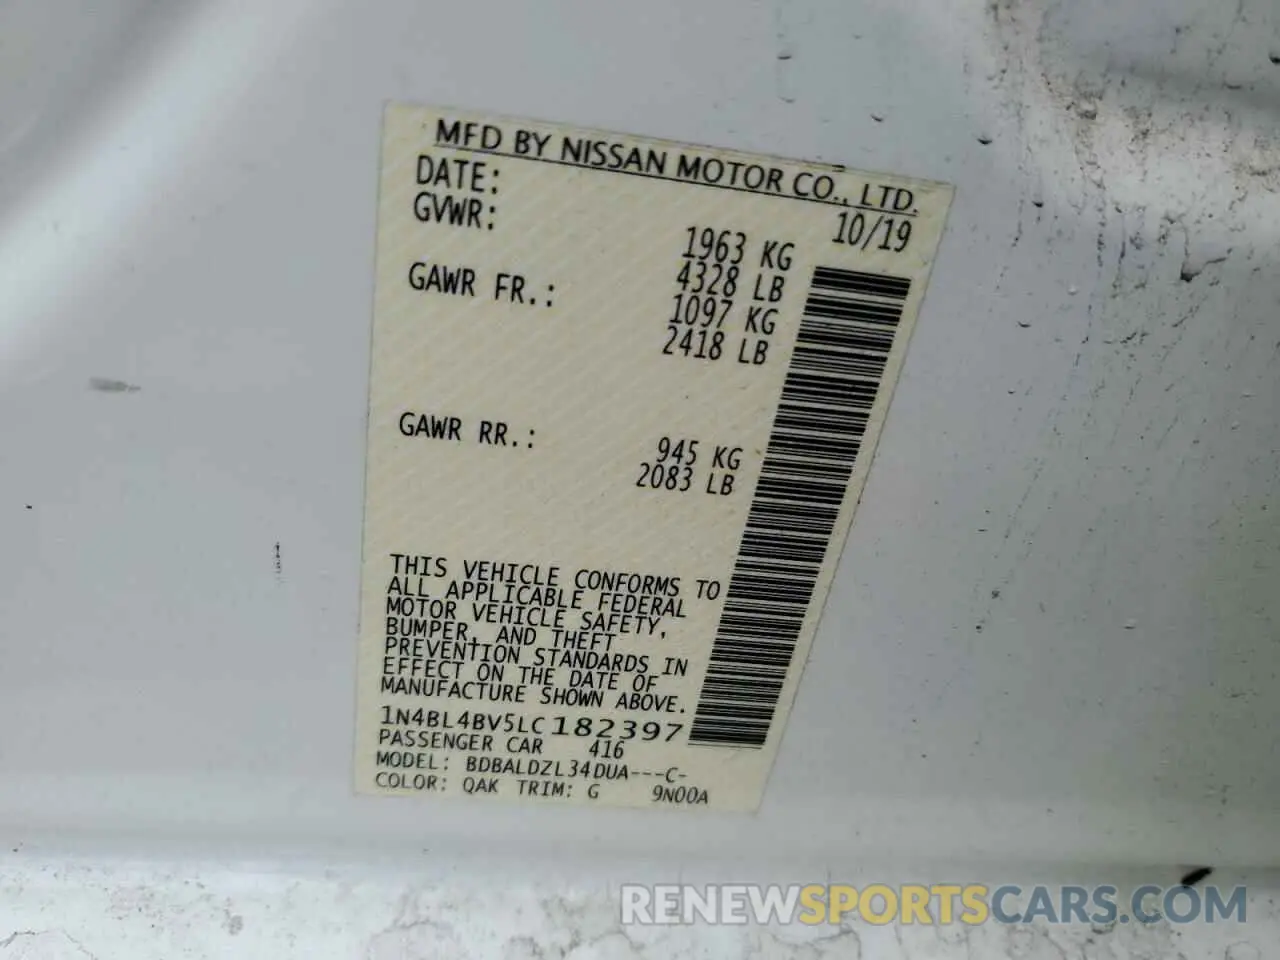 MFD BY NISSAN MOTOR CO., LTD.
DATE: 10/19
GVWR: 1963 KG
4328 LB
GAWR FR.: 1097 KG
2418 LB
GAWR RR.: 945 KG
2083 LB
THIS VEHICLE CONFORMS TO
ALL APPLICABLE FEDERAL
MOTOR VEHICLE SAFETY,
BUMPER, AND THEFT
PREVENTION STANDARDS IN
EFFECT ON THE DATE OF
MANUFACTURE SHOWN ABOVE.
1N4BL4BV5LC182397
PASSENGER CAR 416
MODEL: BDBALDZL34DUA---C-
COLOR: QAK TRIM: G 9N00A
RENEWSPORTSCARS.COM